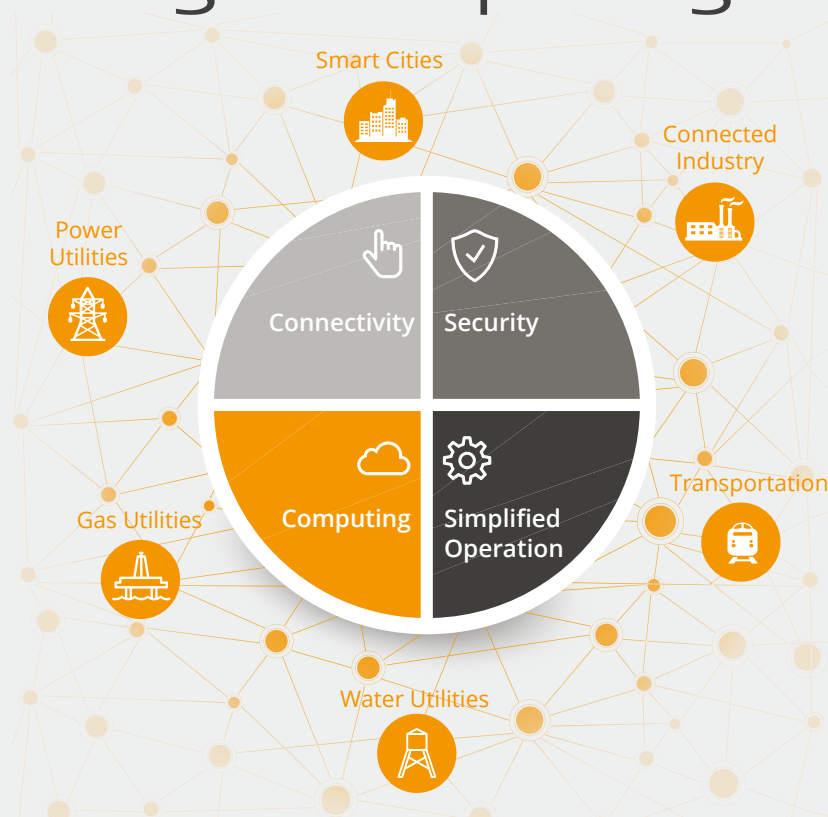 Smart Cities
Connected
Industry
Power
Utilities
Connectivity
Security
Transportation
Gas Utilities
Computing
Simplified
Operation
Water Utilities